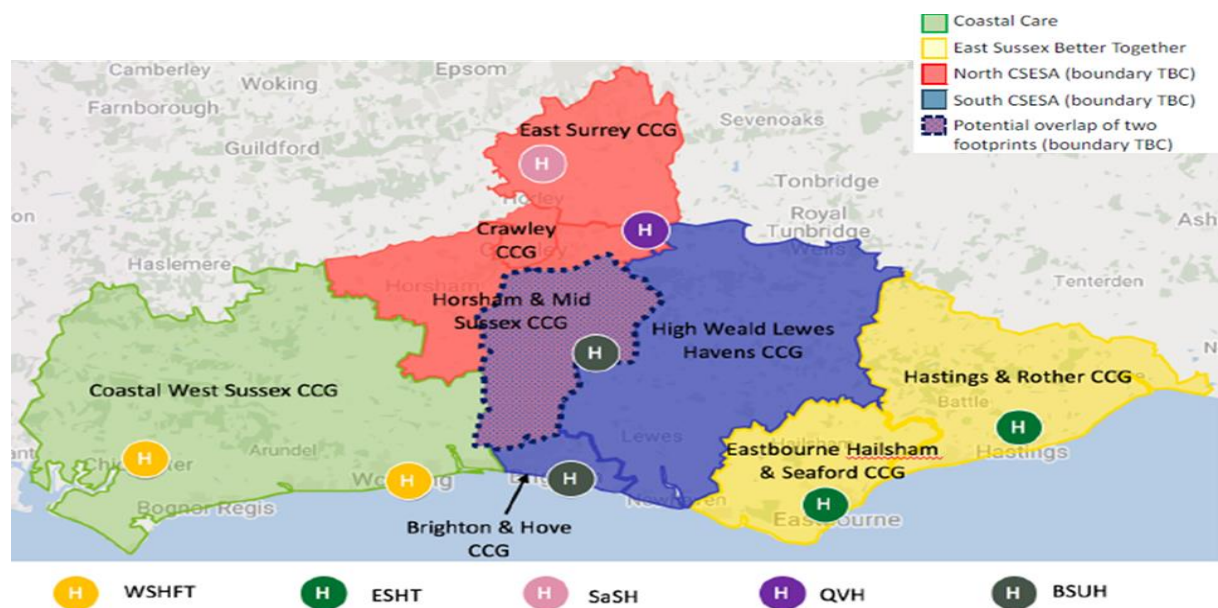 Coastal Care
East Sussex Better Together
North CSESA (boundary TBC)
South CSESA (boundary TBC)
Potential overlap of two
footprints (boundary TBC)
Camberley
Epsom
Woking
Farnborough
Sevenoaks
East Surrey CCG
Guildford
H
Tonbridge
Horley
Royal
Tunbridge
Wells
H
Crawley
CCG
Haslemere
Tenterden
Horsham
Horsham & Mid
Sussex CCG
High Weald Lewes
Havens CCG
H
Coastal West Sussex CCG
Hastings & Rother CCG
Battle
H
Hastings
Lewes
Eastbourne Hailsham
& Seaford CCG
Arundel
H
H
H
Bognor Regis
Newhaven
H
Eastbourne
Brighton & Hove
CCG
H WSHFT
H ESHT
H SaSH
H QVH
H BSUH